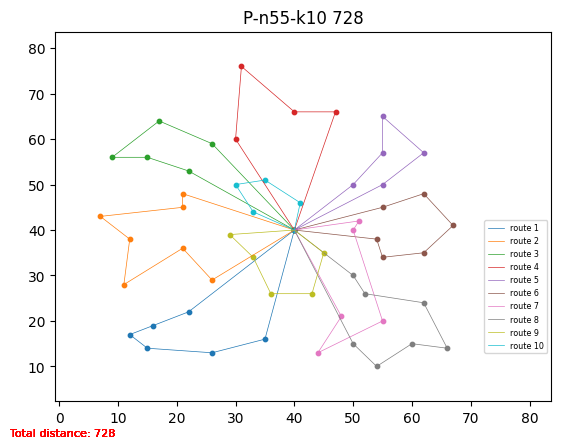 P-n55-k10 728
80
70
60
50
40
30
20
10
0 10 20 30 40 50 60 70 80
route 1
route 2
route 3
route 4
route 5
route 6
route 7
route 8
route 9
route 10
Total distance: 728